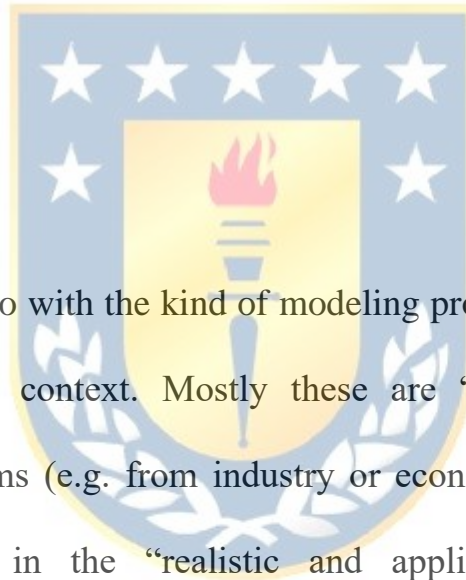 o with the kind of modeling pro
context. Mostly these are “
ns (e.g. from industry or econ
in the “realistic and appli